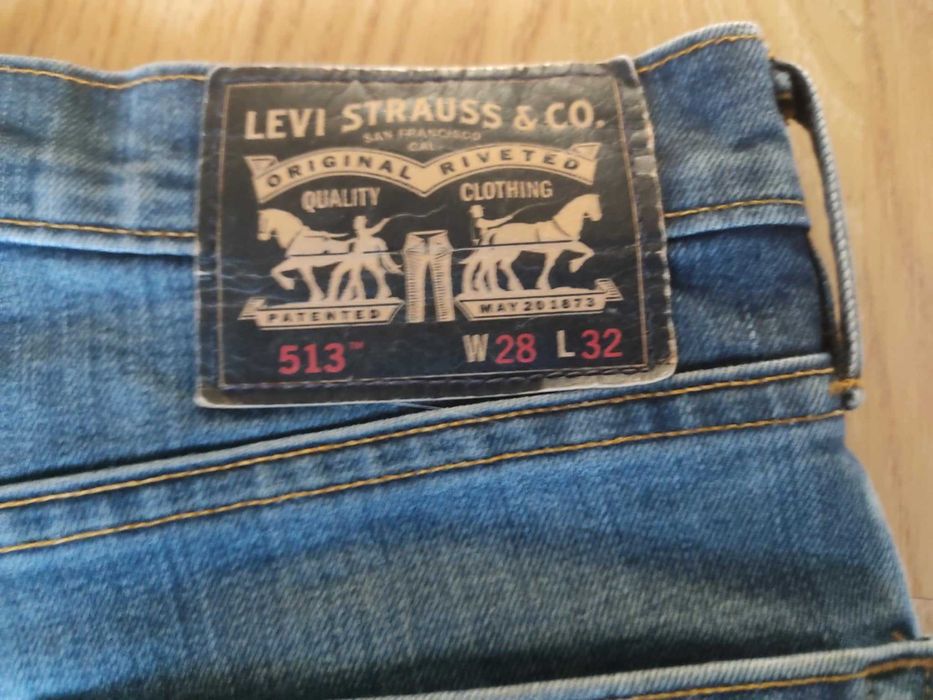 LEVI STRAUSS & CO.
SAN FRANCISCO
CAL.
ORIGINAL RIVETED
QUALITY CLOTHING
PATENTED MAY 20 1873
513™ W 28 L 32